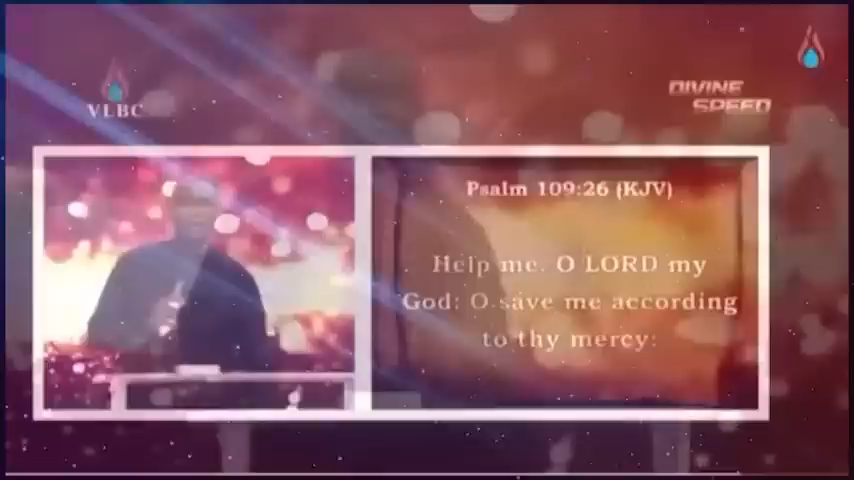 VLBC
DIVINE
SPEED
Psalm 109:26 (KJV)
Help me, O LORD my
God: O save me according
to thy mercy: